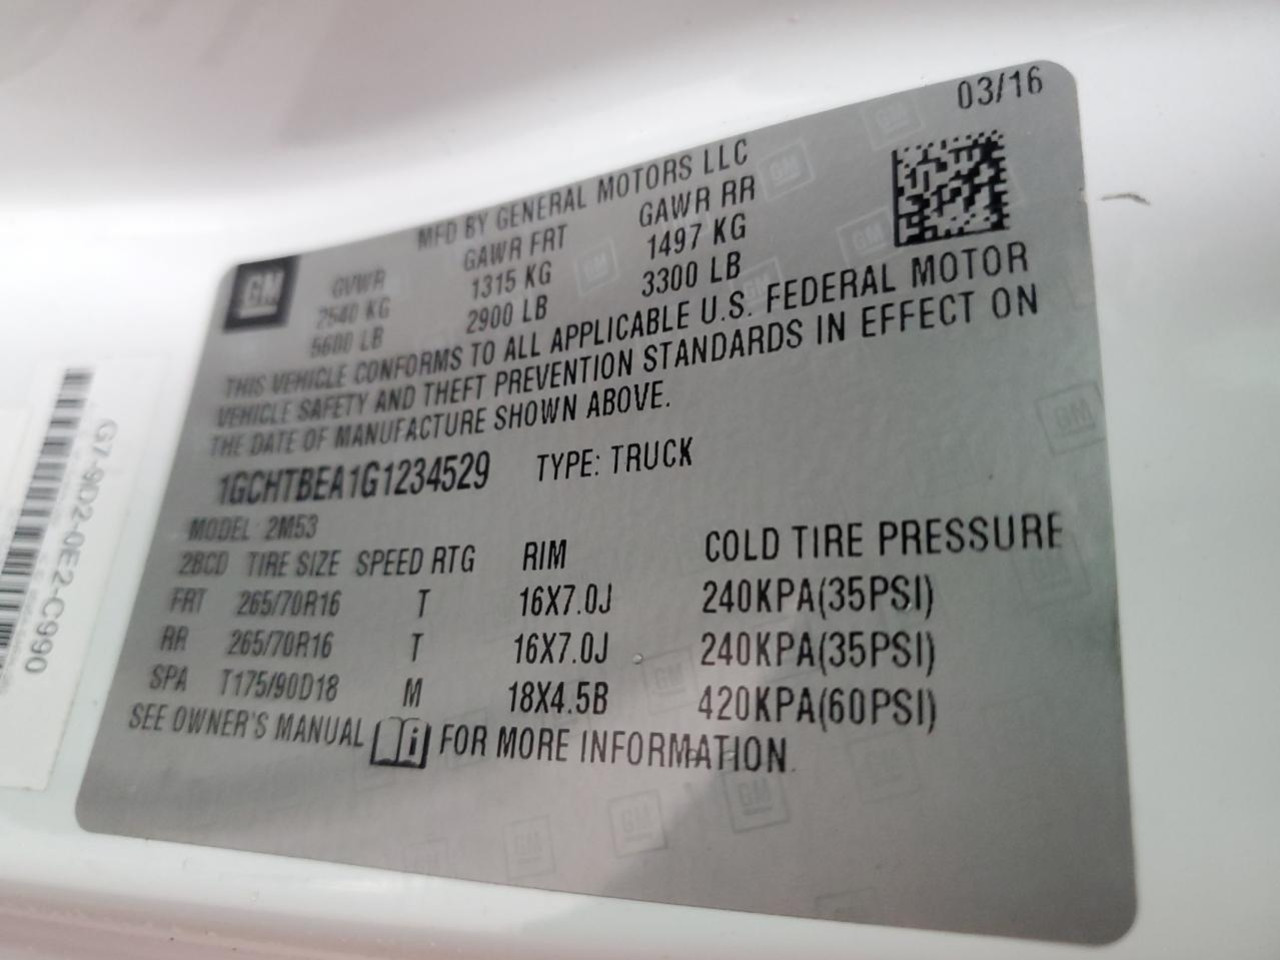 03/16
MFD BY GENERAL MOTORS LLC
GM
GVWR GAWR FRT GAWR RR
2540 KG 1315 KG 1497 KG
5600 LB 2900 LB 3300 LB
THIS VEHICLE CONFORMS TO ALL APPLICABLE U.S. FEDERAL MOTOR
VEHICLE SAFETY AND THEFT PREVENTION STANDARDS IN EFFECT ON
THE DATE OF MANUFACTURE SHOWN ABOVE.
1GCHTBEA1G1234529 TYPE: TRUCK
MODEL: 2M53
2BCD TIRE SIZE SPEED RTG RIM COLD TIRE PRESSURE
FRT 265/70R16 T 16X7.0J 240KPA(35PSI)
RR 265/70R16 T 16X7.0J 240KPA(35PSI)
SPA T175/90D18 M 18X4.5B 420KPA(60PSI)
SEE OWNER'S MANUAL i FOR MORE INFORMATION.
G7-9D2-0E2-C990